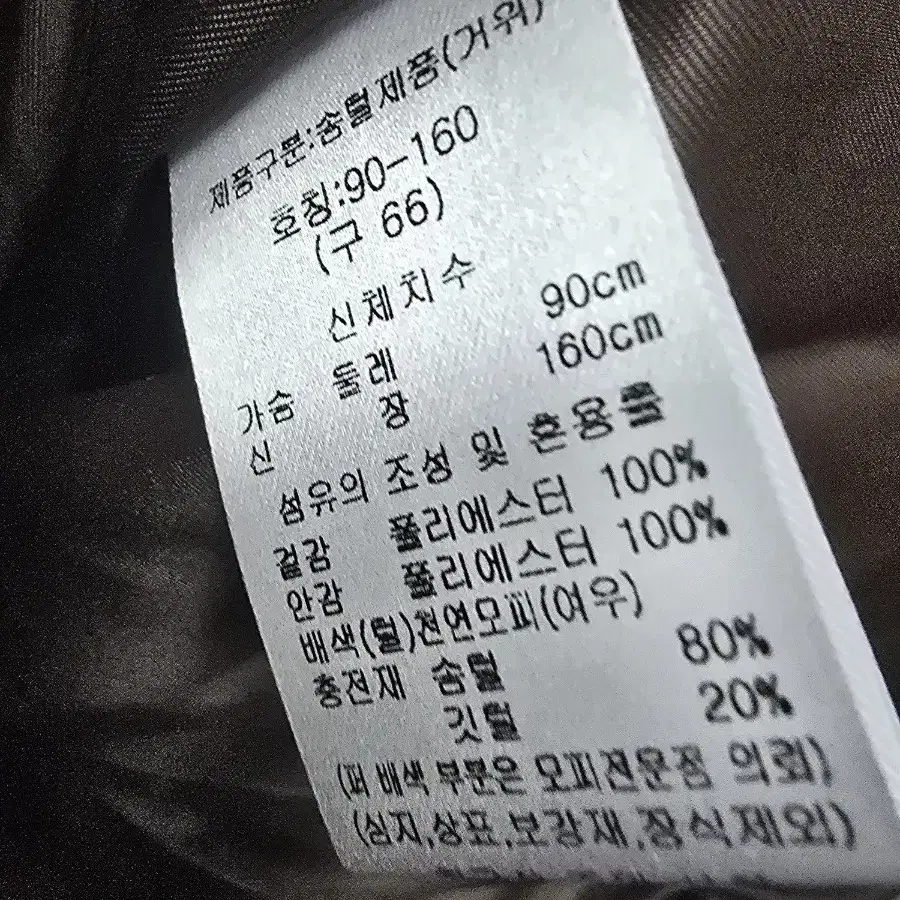 제품구분:솜털제품(거위)
호칭:90-160
(구 66)
신체치수
가슴 둘레 90cm
신 장 160cm
섬유의 조성 및 혼용률
겉감 폴리에스터 100%
안감 폴리에스터 100%
배색(털)천연모피(여우)
충전재 솜털 80%
깃털 20%
(퍼 배색 부분은 모피전문점 의뢰)
(심지,상표,보강재,장식제외)